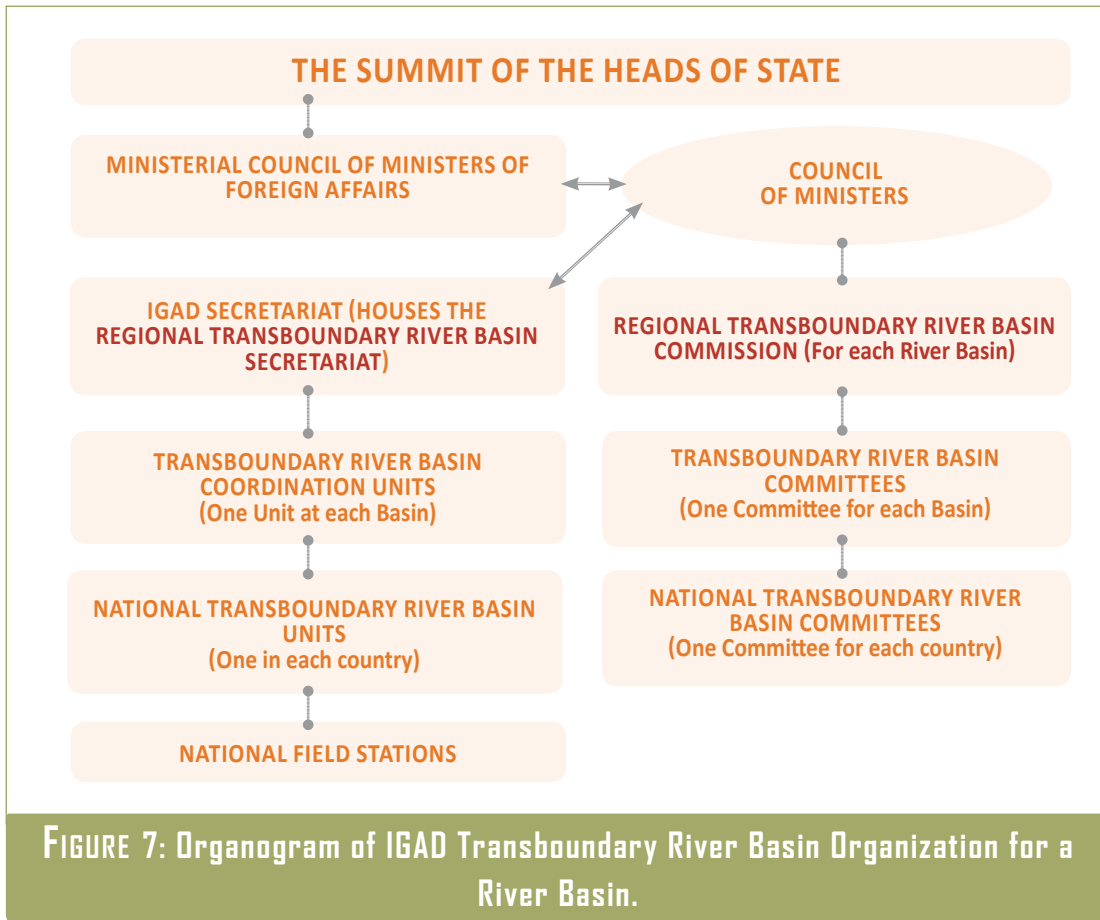 THE SUMMIT OF THE HEADS OF STATE
MINISTERIAL COUNCIL OF MINISTERS OF
FOREIGN AFFAIRS
COUNCIL
OF MINISTERS
IGAD SECRETARIAT (HOUSES THE
REGIONAL TRANSBOUNDARY RIVER BASIN
SECRETARIAT)
REGIONAL TRANSBOUNDARY RIVER BASIN
COMMISSION (For each River Basin)
TRANSBOUNDARY RIVER BASIN
COORDINATION UNITS
(One Unit at each Basin)
TRANSBOUNDARY RIVER BASIN
COMMITTEES
(One Committee for each Basin)
NATIONAL TRANSBOUNDARY RIVER BASIN
UNITS
(One in each country)
NATIONAL TRANSBOUNDARY RIVER
BASIN COMMITTEES
(One Committee for each country)
NATIONAL FIELD STATIONS
FIGURE 7: Organogram of IGAD Transboundary River Basin Organization for a
River Basin.